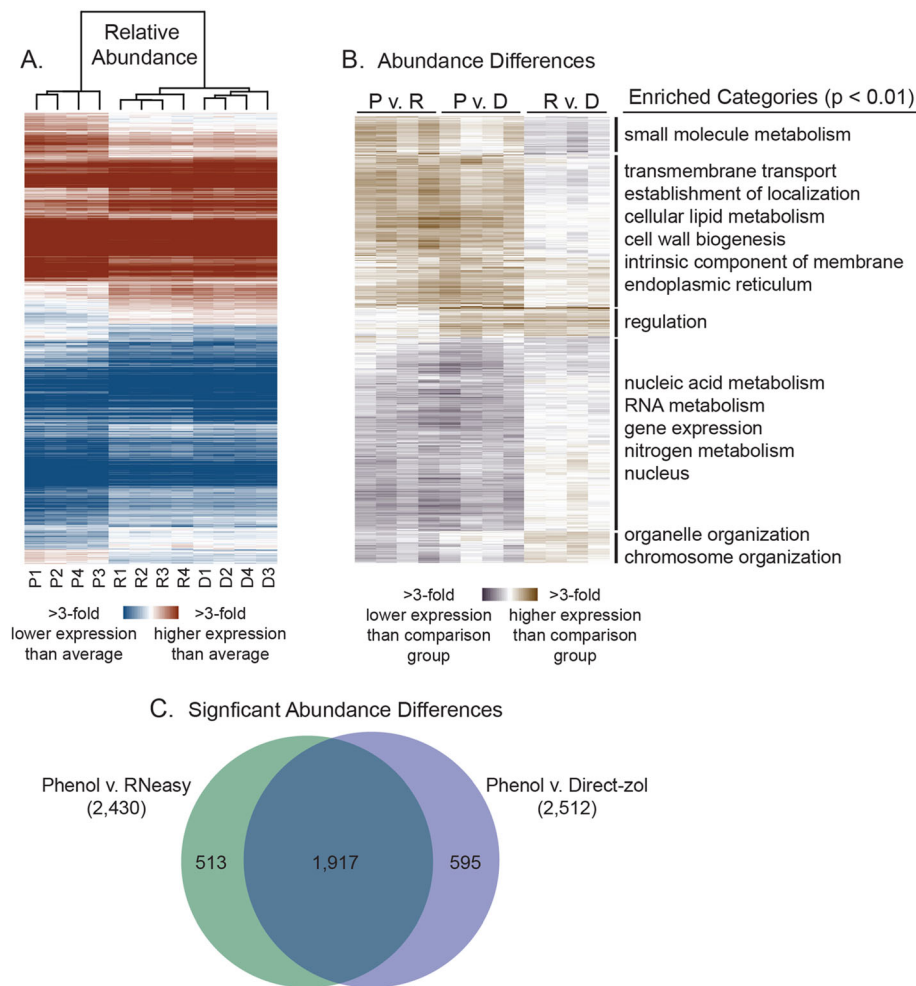 A.
Relative
Abundance
P1 P2 P4 P3 R1 R2 R3 R4 D1 D2 D4 D3
>3-fold >3-fold
lower expression higher expression
than average than average
B. Abundance Differences
P v. R P v. D R v. D Enriched Categories (p < 0.01)
small molecule metabolism
transmembrane transport
establishment of localization
cellular lipid metabolism
cell wall biogenesis
intrinsic component of membrane
endoplasmic reticulum
regulation
nucleic acid metabolism
RNA metabolism
gene expression
nitrogen metabolism
nucleus
organelle organization
chromosome organization
>3-fold >3-fold
lower expression higher expression
than comparison than comparison
group group
C. Signficant Abundance Differences
Phenol v. RNeasy
(2,430)
Phenol v. Direct-zol
(2,512)
513 1,917 595